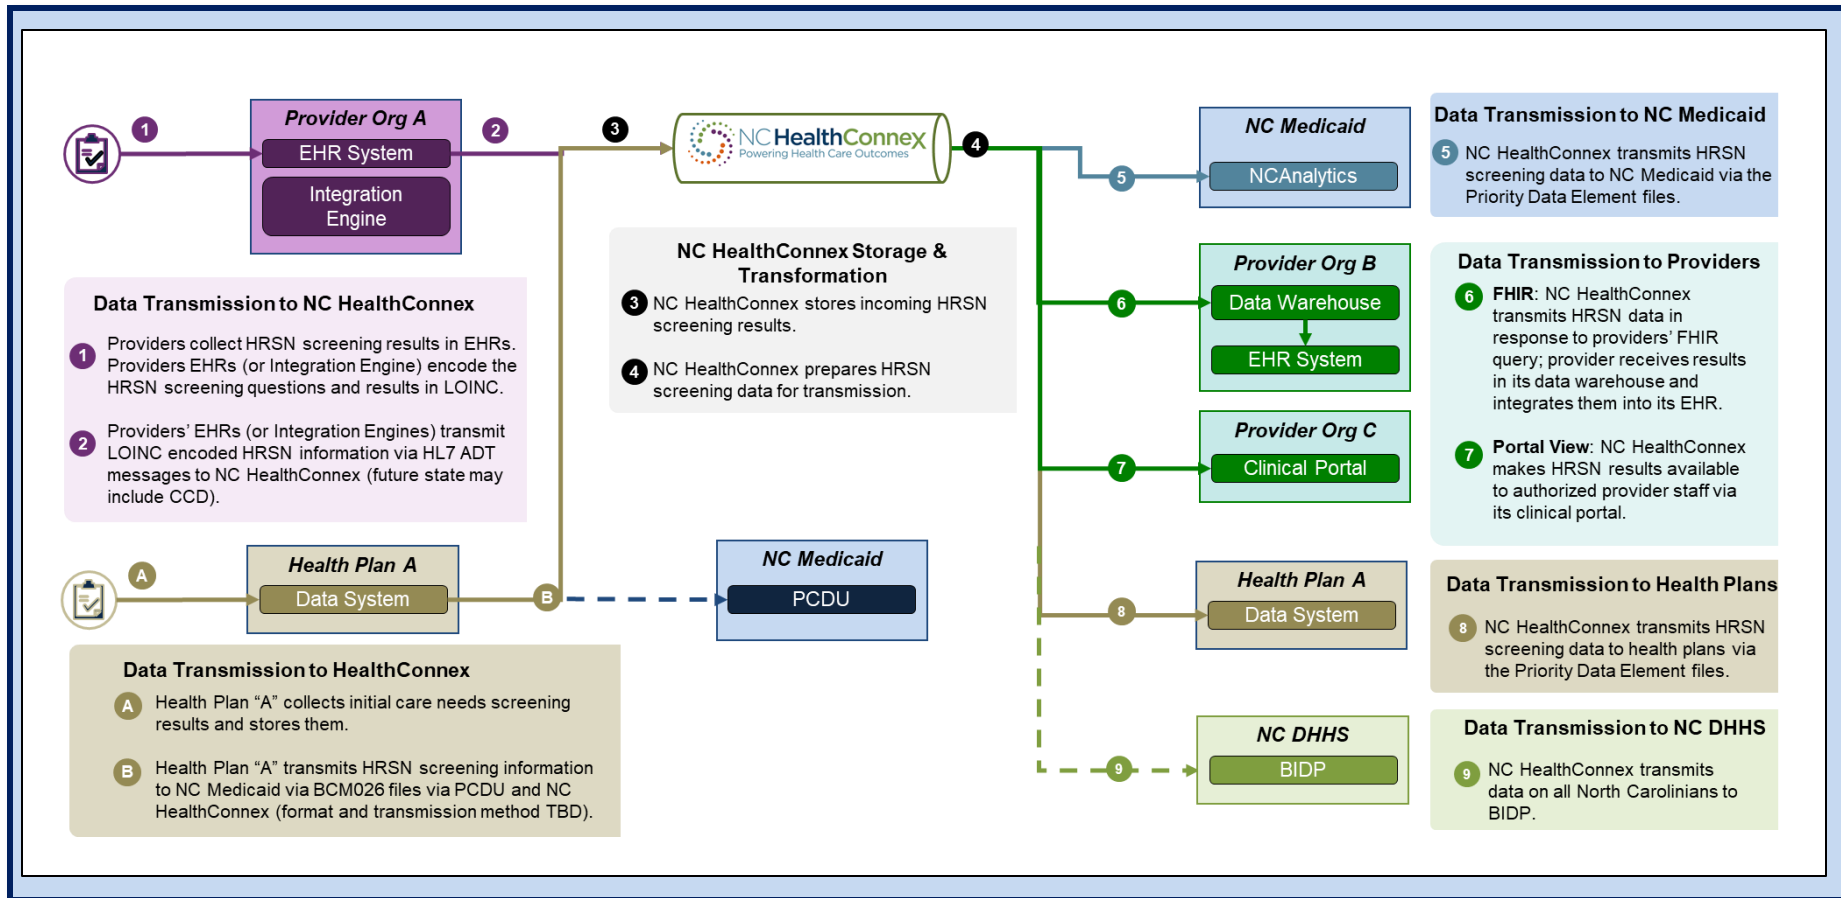 1
Provider Org A
EHR System
Integration
Engine
2
3
NC HEALTHCONNEX
Powering Health Care Outcomes
4
5
NC Medicaid
NCAnalytics
Data Transmission to NC Medicaid
5 NC HealthConnex transmits HRSN
screening data to NC Medicaid via the
Priority Data Element files.
Data Transmission to NC HealthConnex
1 Providers collect HRSN screening results in EHRs.
Providers EHRs (or Integration Engine) encode the
HRSN screening questions and results in LOINC.
2 Providers' EHRs (or Integration Engines) transmit
LOINC encoded HRSN information via HL7 ADT
messages to NC HealthConnex (future state may
include CCD).
NC HealthConnex Storage &
Transformation
3 NC HealthConnex stores incoming HRSN
screening results.
4 NC HealthConnex prepares HRSN
screening data for transmission.
6
Provider Org B
Data Warehouse
EHR System
7
Provider Org C
Clinical Portal
Data Transmission to Providers
6 FHIR: NC HealthConnex
transmits HRSN data in
response to providers' FHIR
query; provider receives results
in its data warehouse and
integrates them into its EHR.
7 Portal View: NC HealthConnex
makes HRSN results available
to authorized provider staff via
its clinical portal.
A
Health Plan A
Data System
B
NC Medicaid
PCDU
8
Health Plan A
Data System
Data Transmission to Health Plans
8 NC HealthConnex transmits HRSN
screening data to health plans via
the Priority Data Element files.
Data Transmission to HealthConnex
A Health Plan “A” collects initial care needs screening
results and stores them.
B Health Plan “A” transmits HRSN screening information
to NC Medicaid via BCM026 files via PCDU and NC
HealthConnex (format and transmission method TBD).
9
NC DHHS
BIDP
Data Transmission to NC DHHS
9 NC HealthConnex transmits
data on all North Carolinians to
BIDP.